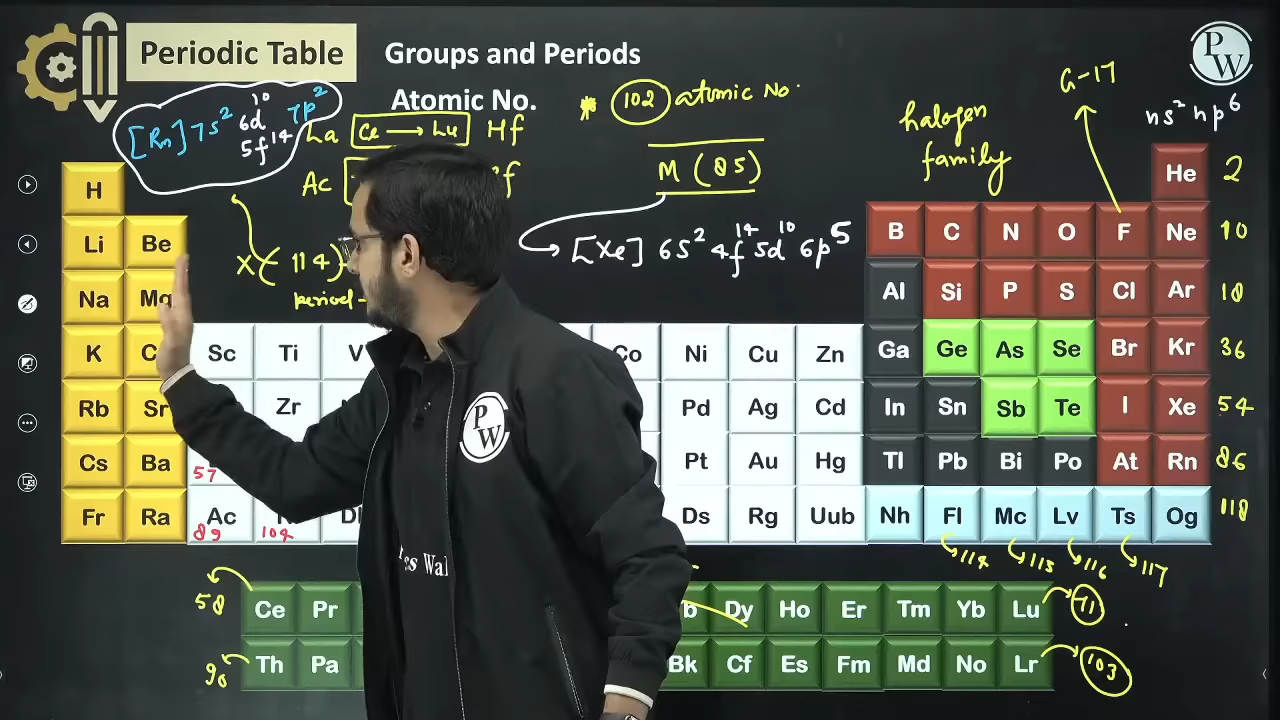 Periodic Table
Groups and Periods
Atomic No.
* 102 atomic No.
G-17
P
W
[Rn] 7s² 6d¹⁰ 7p²
5f¹⁴
La Ce → Lu Hf
Ac
M (85)
halogen
family
ns² np⁶
X (114)
period -
[Xe] 6s² 4f¹⁴ 5d¹⁰ 6p⁵
H He 2
Li Be B C N O F Ne 10
Na Mg Al Si P S Cl Ar 18
K Sc Ti Co Ni Cu Zn Ga Ge As Se Br Kr 36
Rb Sr Zr Pd Ag Cd In Sn Sb Te I Xe 54
Cs Ba 57 Pt Au Hg Tl Pb Bi Po At Rn 86
Fr Ra Ac Ds Rg Uub Nh Fl Mc Lv Ts Og 118
89 104
114 115 116 117
P
W
58 Ce Pr Dy Ho Er Tm Yb Lu 71
90 Th Pa Bk Cf Es Fm Md No Lr 103